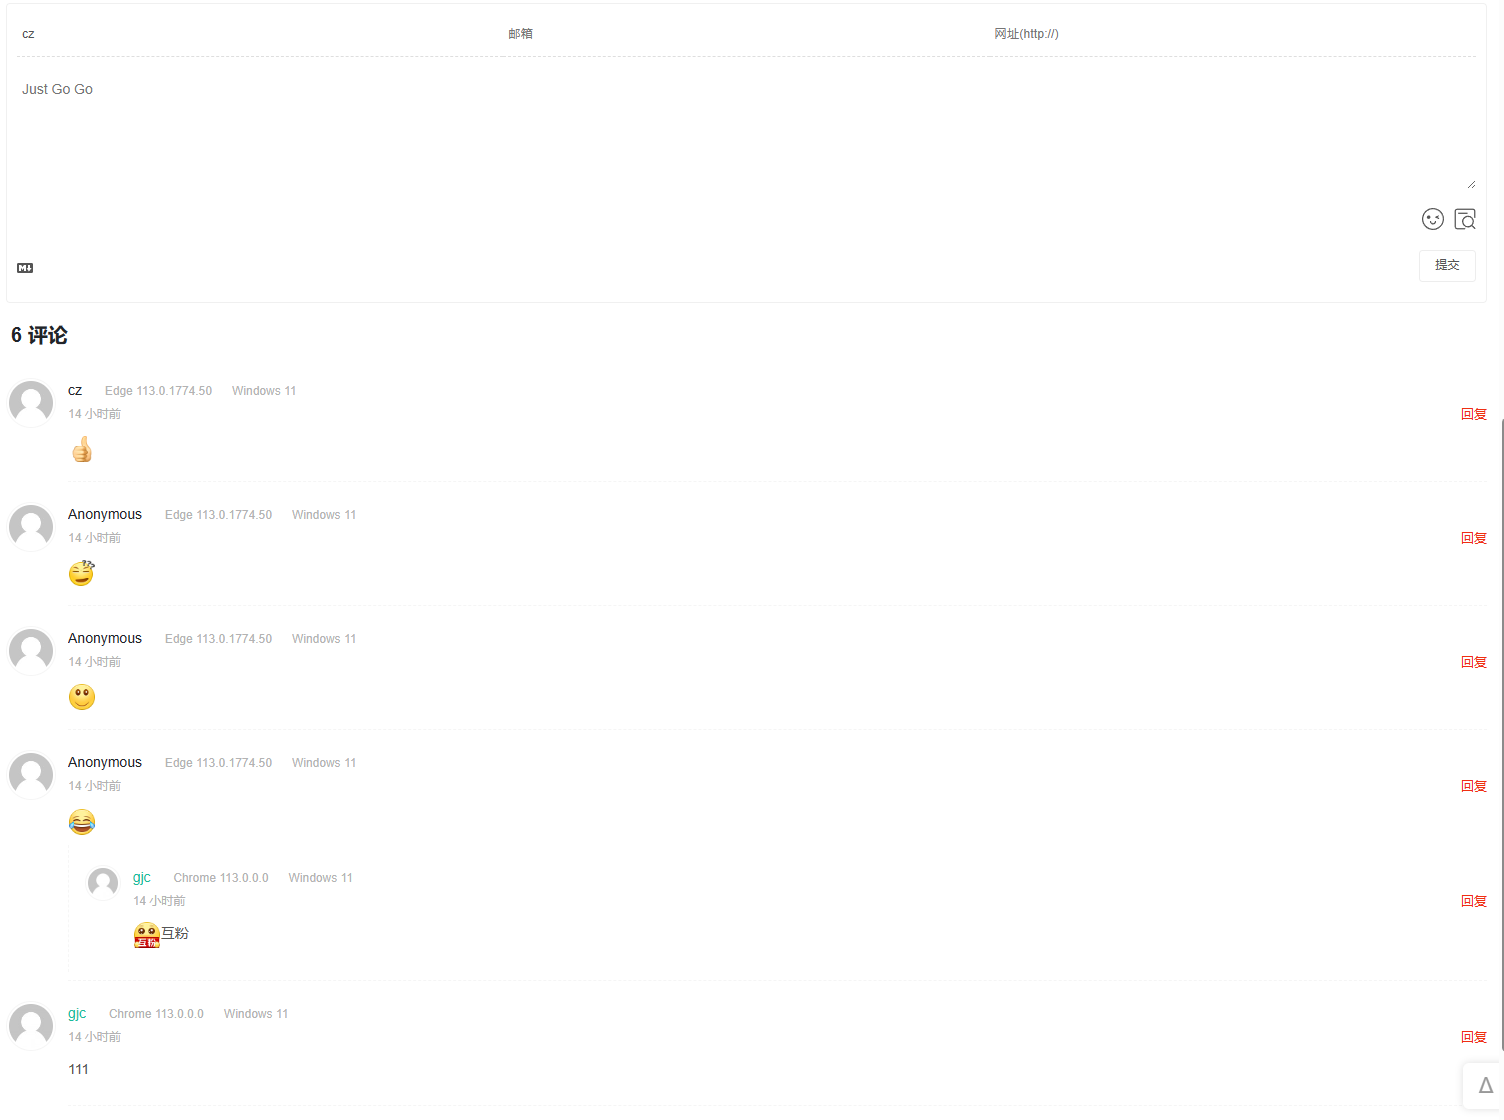 cz 邮箱 网址(http://)
Just Go Go
M↓
提交
6 评论
cz Edge 113.0.1774.50 Windows 11
14 小时前 回复
Anonymous Edge 113.0.1774.50 Windows 11
14 小时前 回复
Anonymous Edge 113.0.1774.50 Windows 11
14 小时前 回复
Anonymous Edge 113.0.1774.50 Windows 11
14 小时前 回复
gjc Chrome 113.0.0.0 Windows 11
14 小时前 回复
互粉 互粉
gjc Chrome 113.0.0.0 Windows 11
14 小时前 回复
111